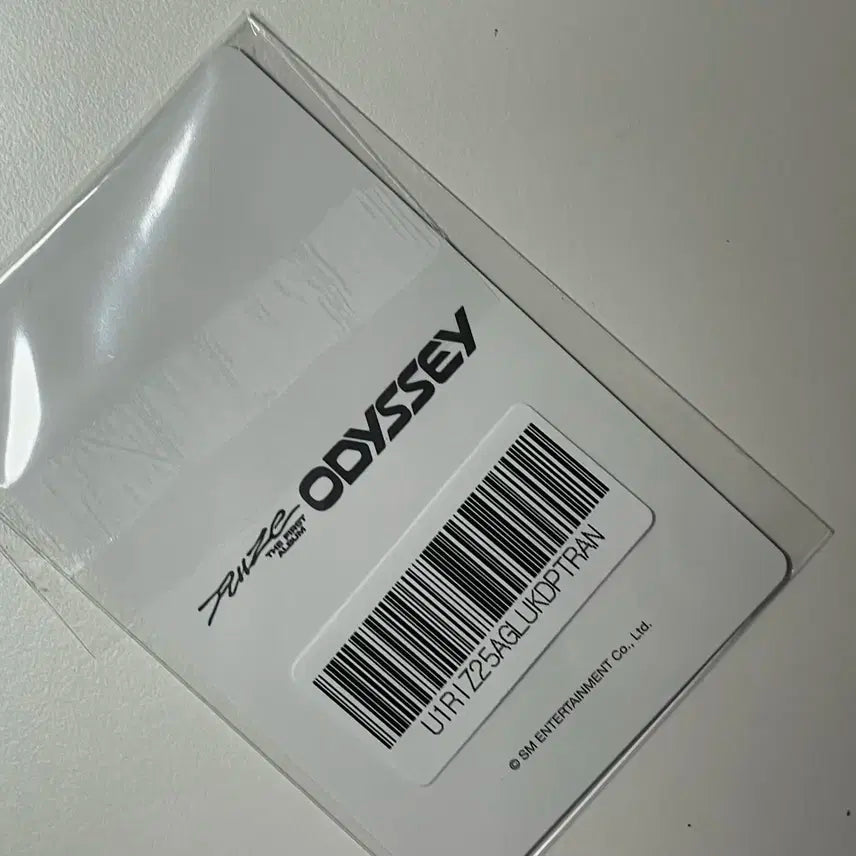 RIIZE
THE FIRST
ALBUM
ODYSSEY
U1RIZ25AGLUKDPTRAN
© SM ENTERTAINMENT Co., Ltd.